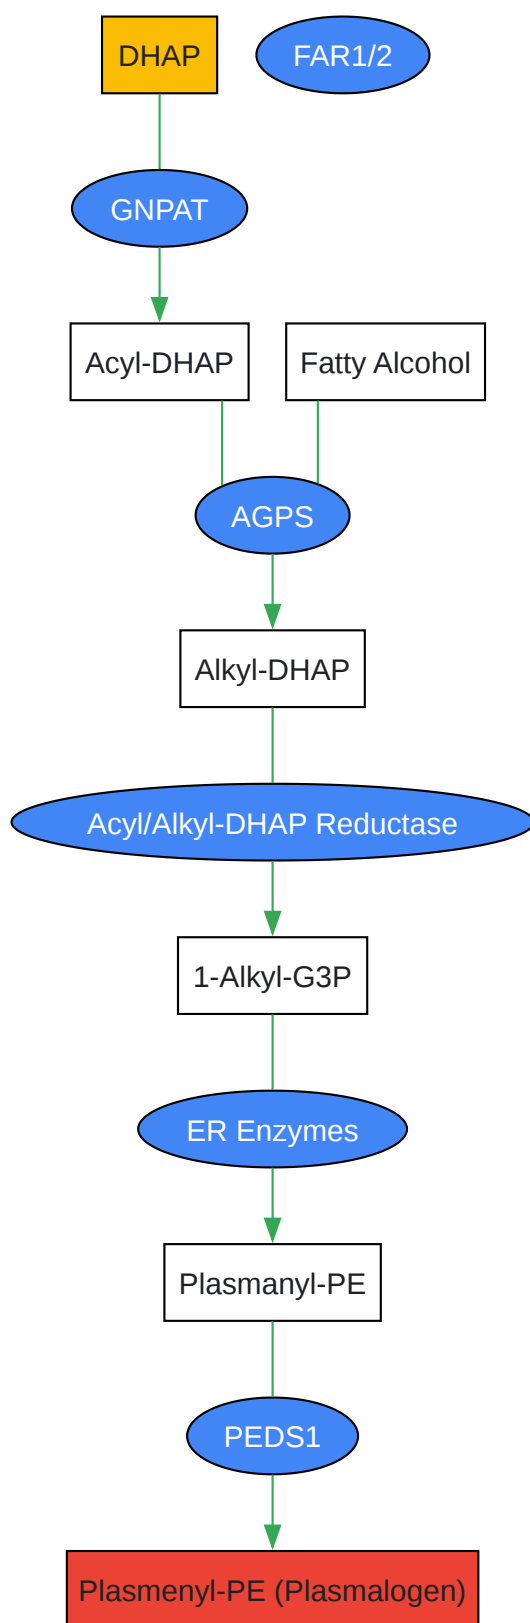 DHAP
FAR1/2
GNPAT
Acyl-DHAP
Fatty Alcohol
AGPS
Alkyl-DHAP
Acyl/Alkyl-DHAP Reductase
1-Alkyl-G3P
ER Enzymes
Plasmanyl-PE
PEDS1
Plasmenyl-PE (Plasmalogen)